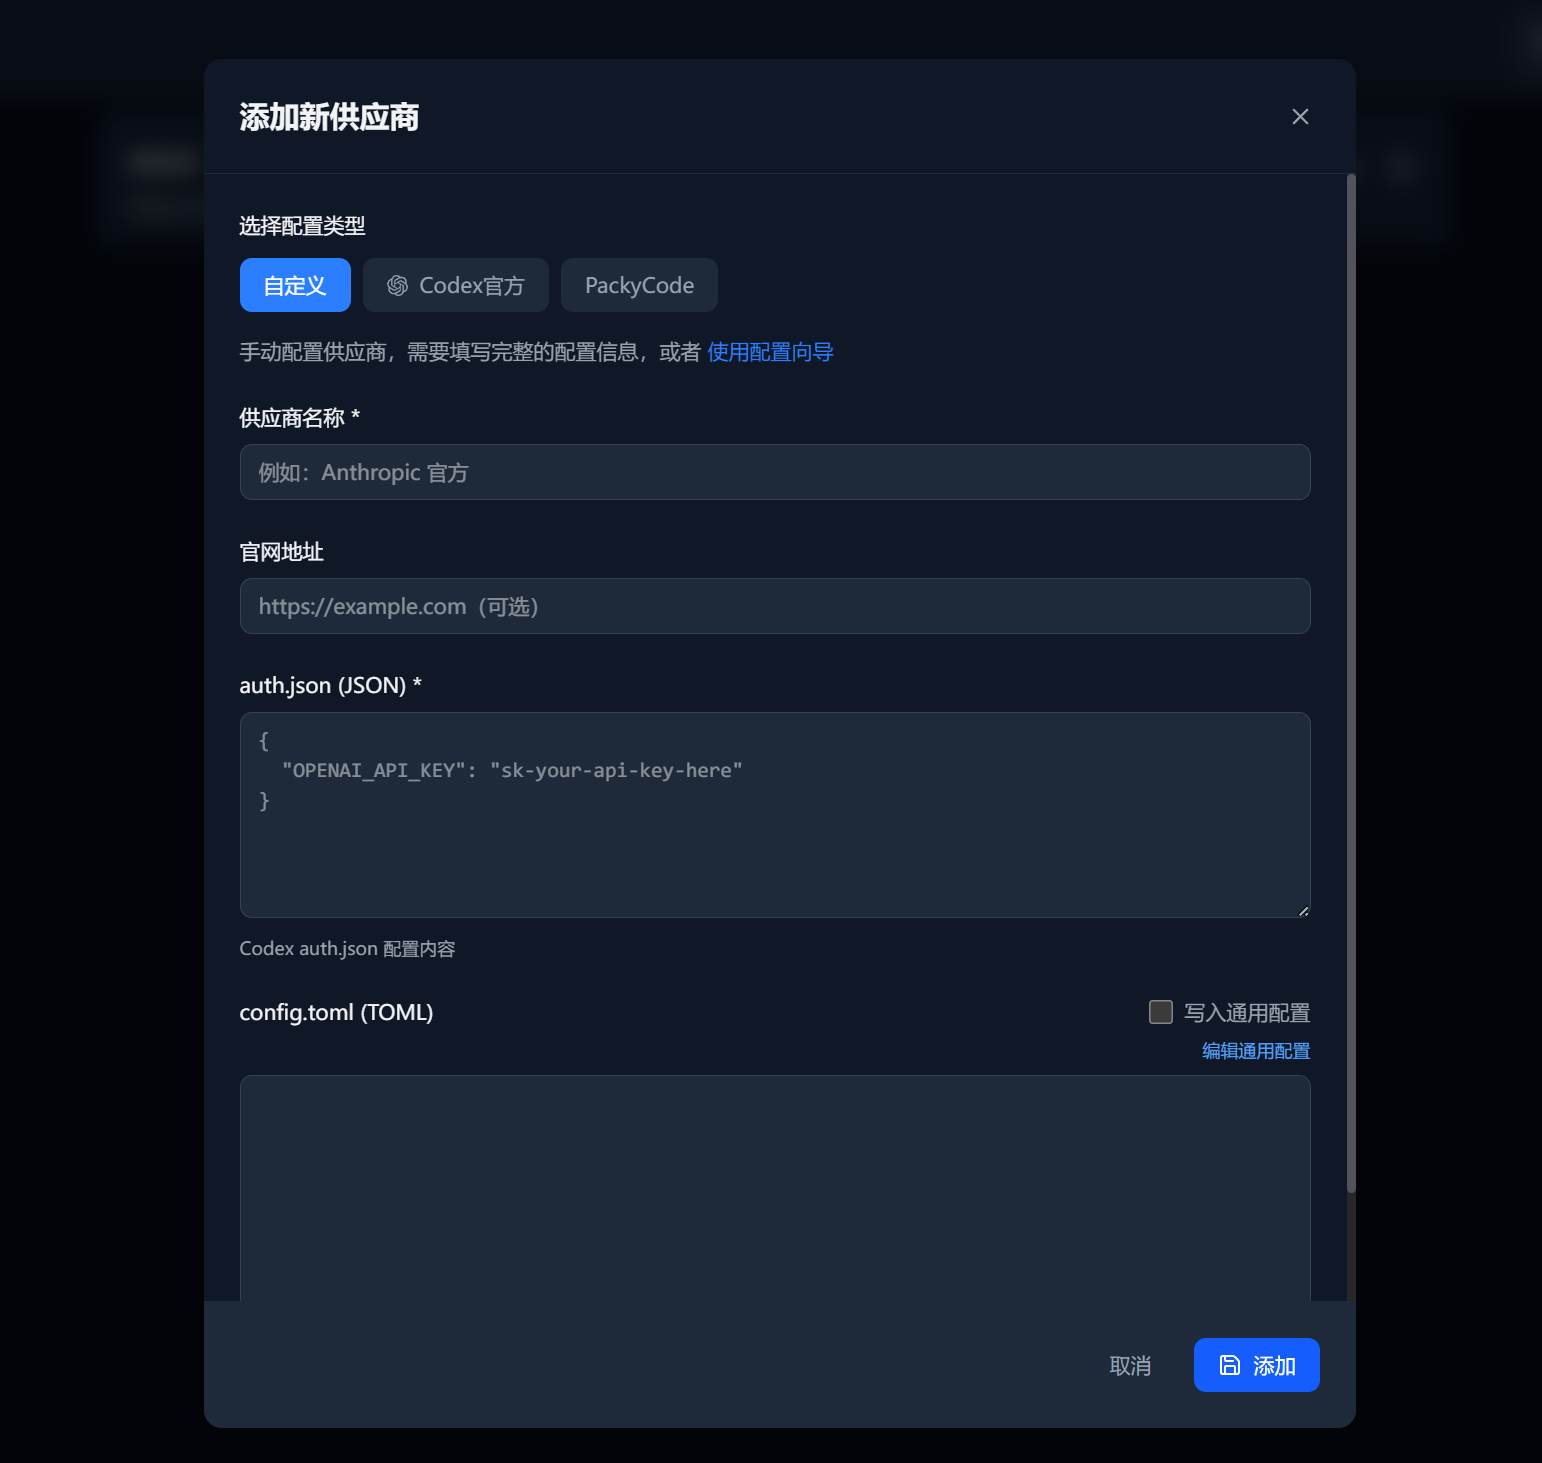 添加新供应商
选择配置类型
自定义
Codex官方
PackyCode
手动配置供应商，需要填写完整的配置信息，或者 使用配置向导
供应商名称 *
例如：Anthropic 官方
官网地址
https://example.com（可选）
auth.json (JSON) *
{
  "OPENAI_API_KEY": "sk-your-api-key-here"
}
Codex auth.json 配置内容
config.toml (TOML)
写入通用配置
编辑通用配置
取消
添加